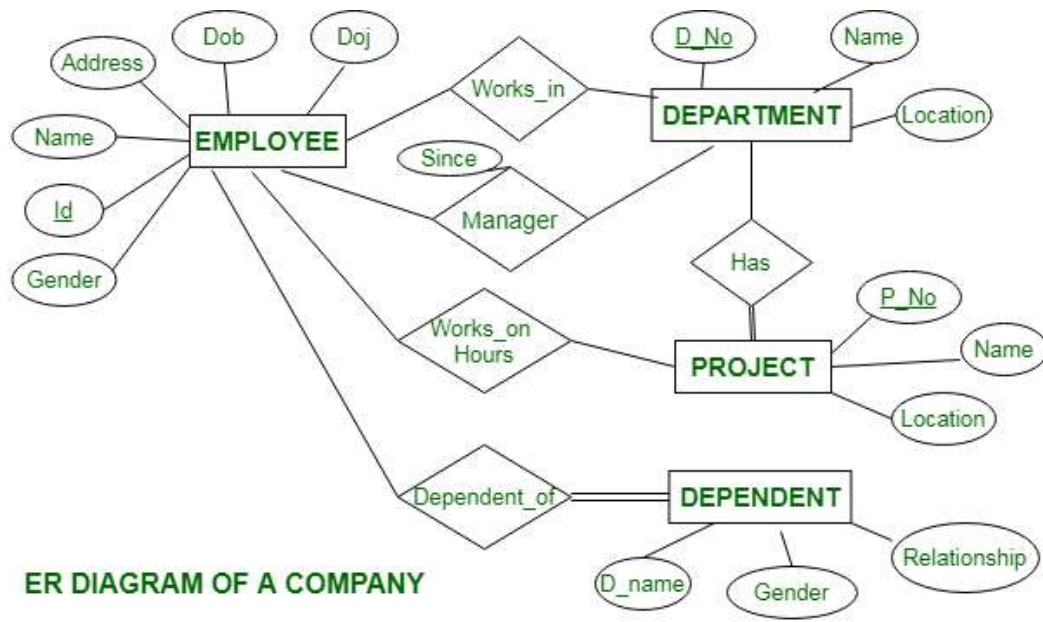 Dob
Doj
D_No
Name
Address
Works_in
EMPLOYEE
DEPARTMENT
Location
Name
Since
Id
Manager
Gender
Has
P_No
Works_on
Hours
Name
PROJECT
Location
Dependent_of
DEPENDENT
Relationship
D_name
Gender
ER DIAGRAM OF A COMPANY